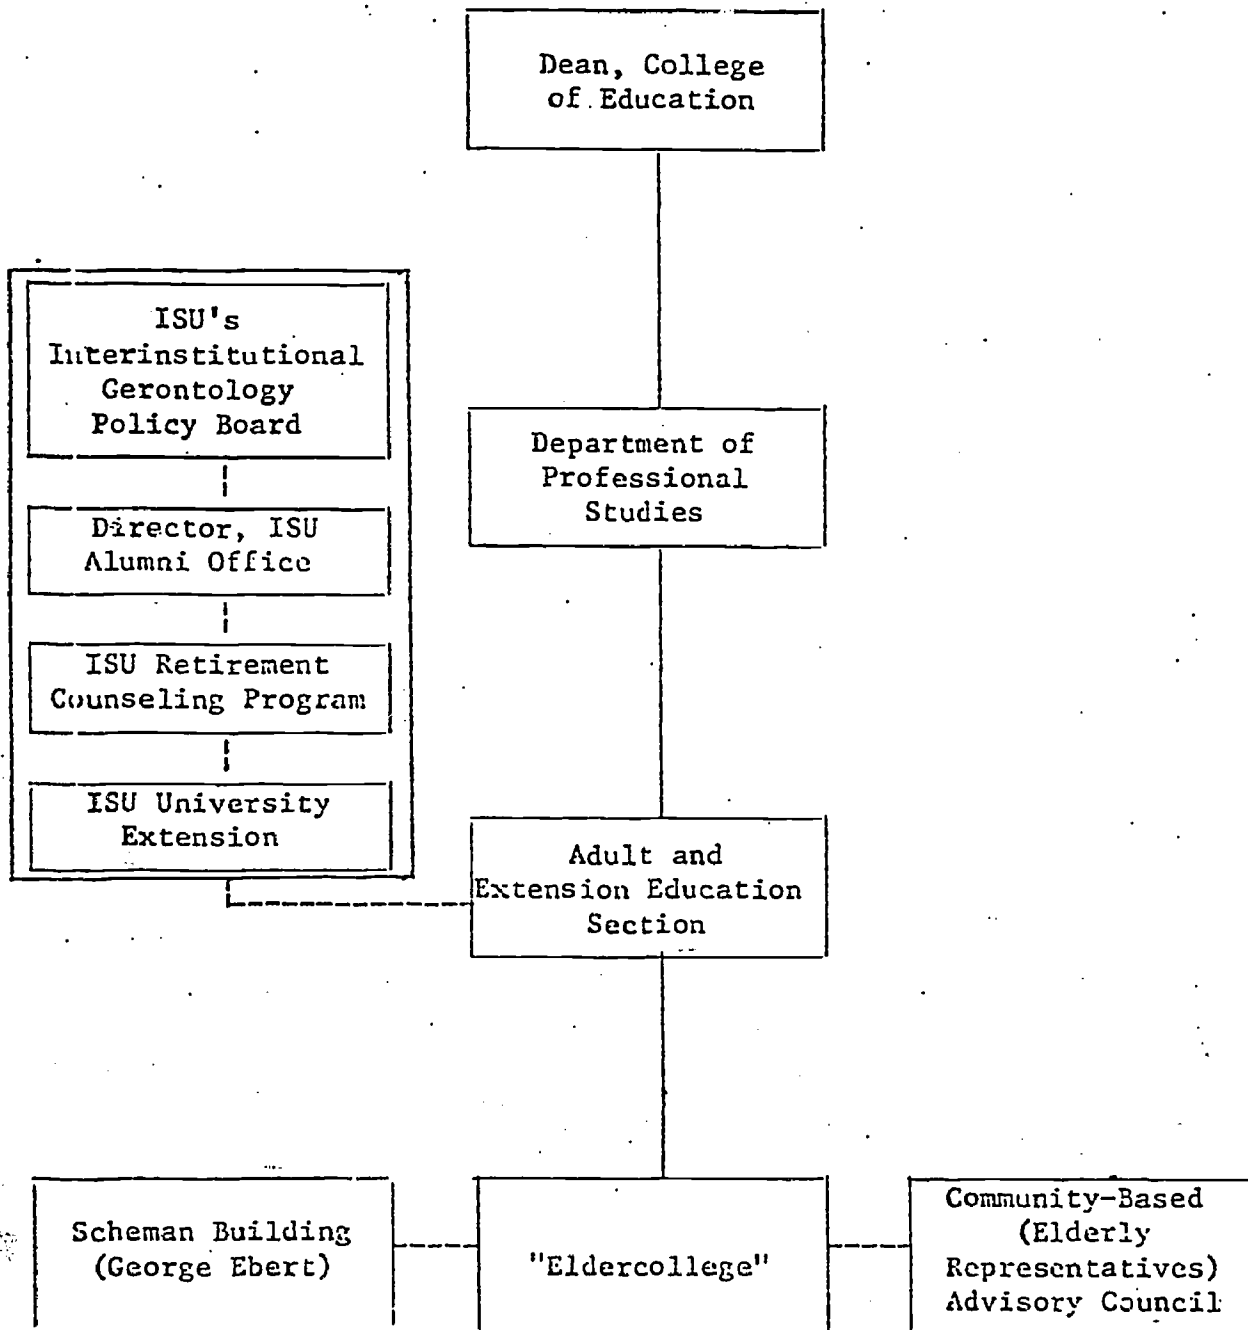 Dean, College
of Education
ISU's
Interinstitutional
Gerontology
Policy Board
Department of
Professional
Studies
Director, ISU
Alumni Office
ISU Retirement
Counseling Program
ISU University
Extension
Adult and
Extension Education
Section
Scheman Building
(George Ebert)
"Eldercollege"
Community-Based
(Elderly
Representatives)
Advisory Council